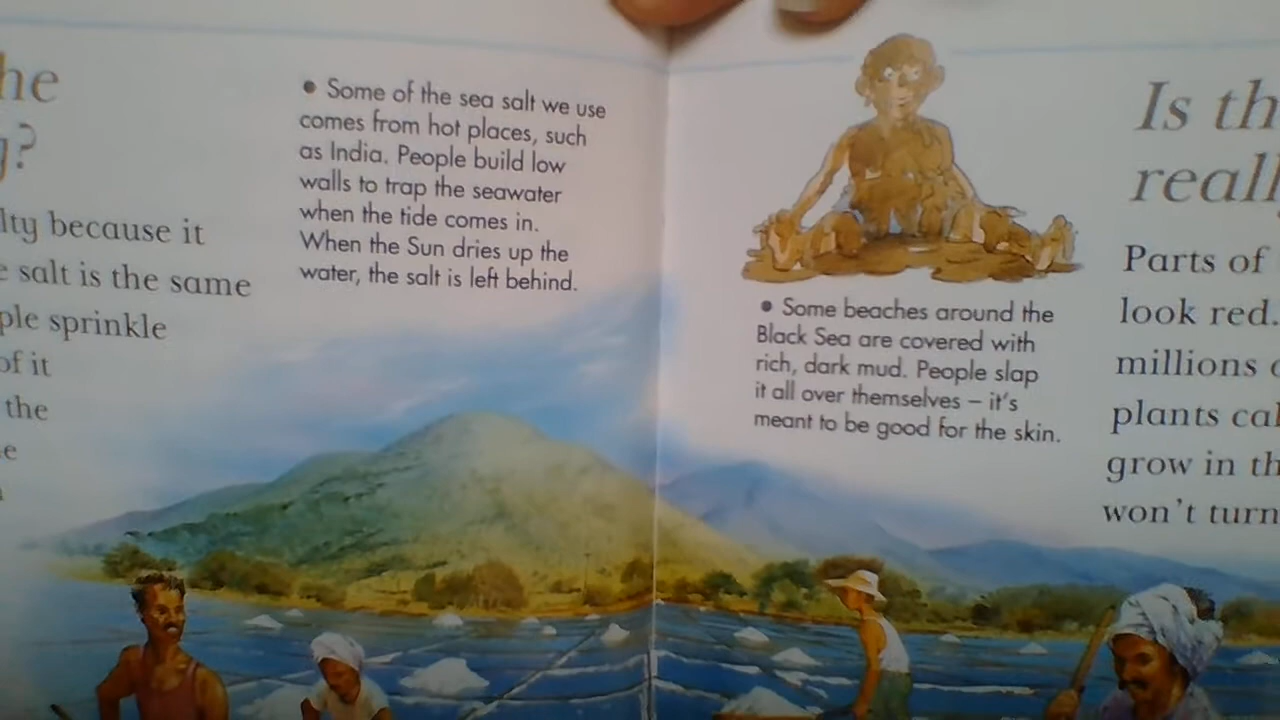 he
g?
lty because it
e salt is the same
ple sprinkle
of it
the
e
• Some of the sea salt we use
comes from hot places, such
as India. People build low
walls to trap the seawater
when the tide comes in.
When the Sun dries up the
water, the salt is left behind.
• Some beaches around the
Black Sea are covered with
rich, dark mud. People slap
it all over themselves – it's
meant to be good for the skin.
Is th
reall
Parts of
look red.
millions
plants cal
grow in th
won't turn